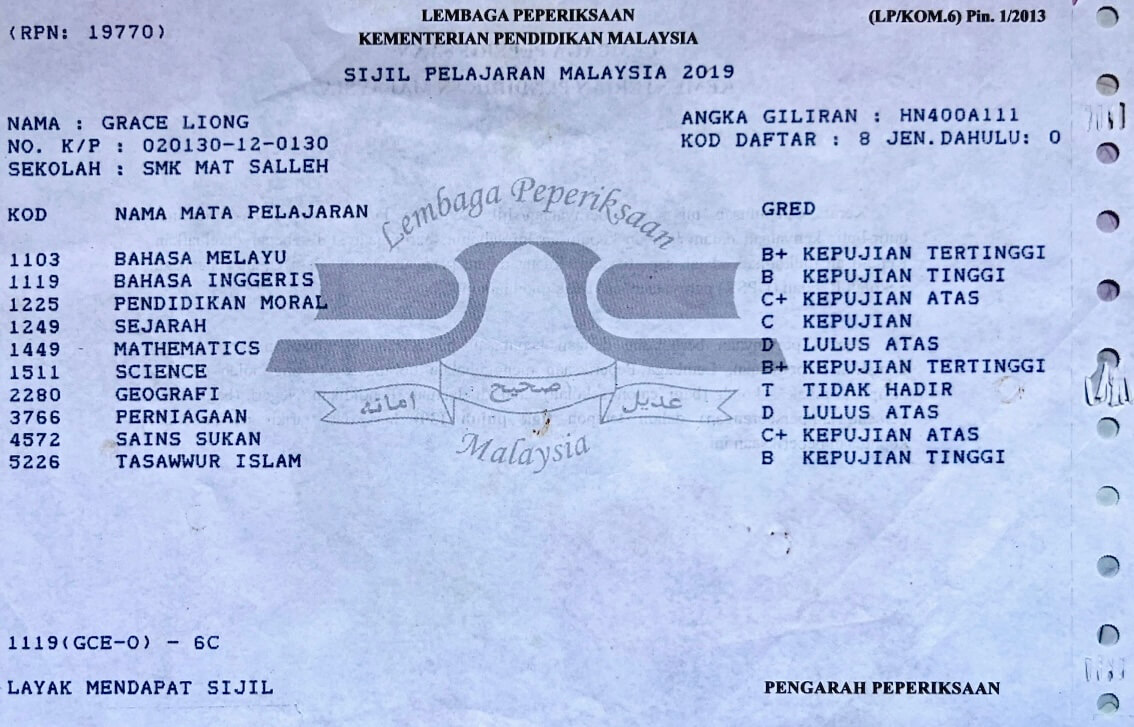 (RPN: 19770)
LEMBAGA PEPERIKSAAN
KEMENTERIAN PENDIDIKAN MALAYSIA
(LP/KOM.6) Pin. 1/2013
SIJIL PELAJARAN MALAYSIA 2019
NAMA : GRACE LIONG
NO. K/P : 020130-12-0130
SEKOLAH : SMK MAT SALLEH
ANGKA GILIRAN : HN400A111
KOD DAFTAR : 8 JEN.DAHULU: 0
Lembaga Peperiksaan
KOD NAMA MATA PELAJARAN GRED
1103 BAHASA MELAYU B+ KEPUJIAN TERTINGGI
1119 BAHASA INGGERIS B KEPUJIAN TINGGI
1225 PENDIDIKAN MORAL C+ KEPUJIAN ATAS
1249 SEJARAH C KEPUJIAN
1449 MATHEMATICS D LULUS ATAS
1511 SCIENCE B+ KEPUJIAN TERTINGGI
2280 GEOGRAFI T TIDAK HADIR
3766 PERNIAGAAN D LULUS ATAS
4572 SAINS SUKAN C+ KEPUJIAN ATAS
5226 TASAWWUR ISLAM B KEPUJIAN TINGGI
امانه صحيح عديل
Malaysia
1119(GCE-O) - 6C
LAYAK MENDAPAT SIJIL
PENGARAH PEPERIKSAAN